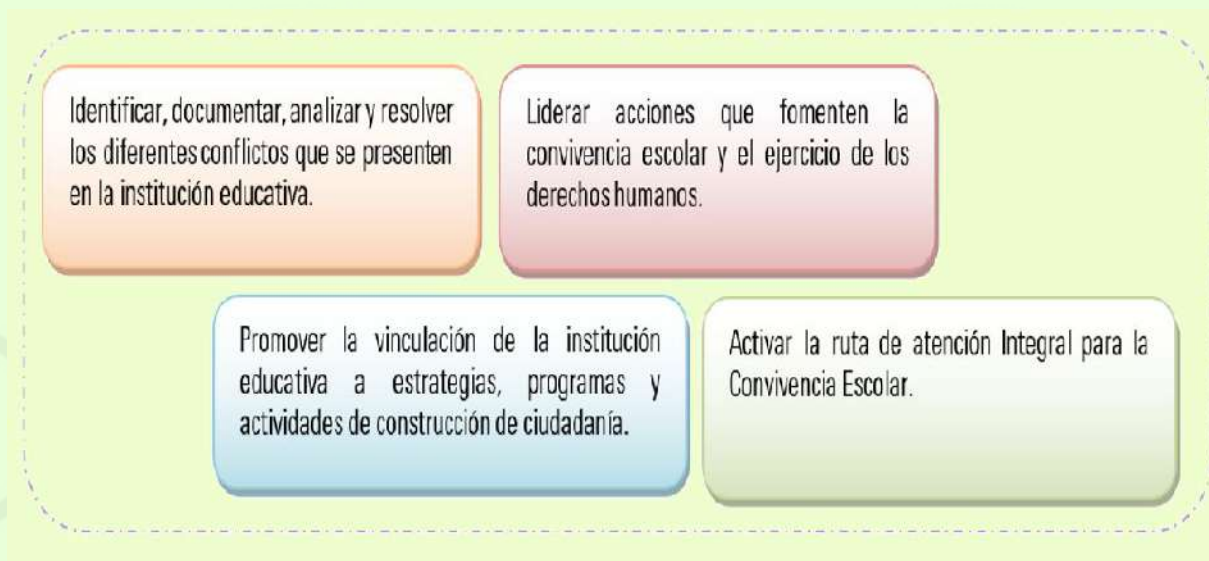 Identificar, documentar, analizar y resolver
los diferentes conflictos que se presenten
en la institución educativa.
Liderar acciones que fomenten la
convivencia escolar y el ejercicio de los
derechos humanos.
Promover la vinculación de la institución
educativa a estrategias, programas y
actividades de construcción de ciudadanía.
Activar la ruta de atención Integral para la
Convivencia Escolar.